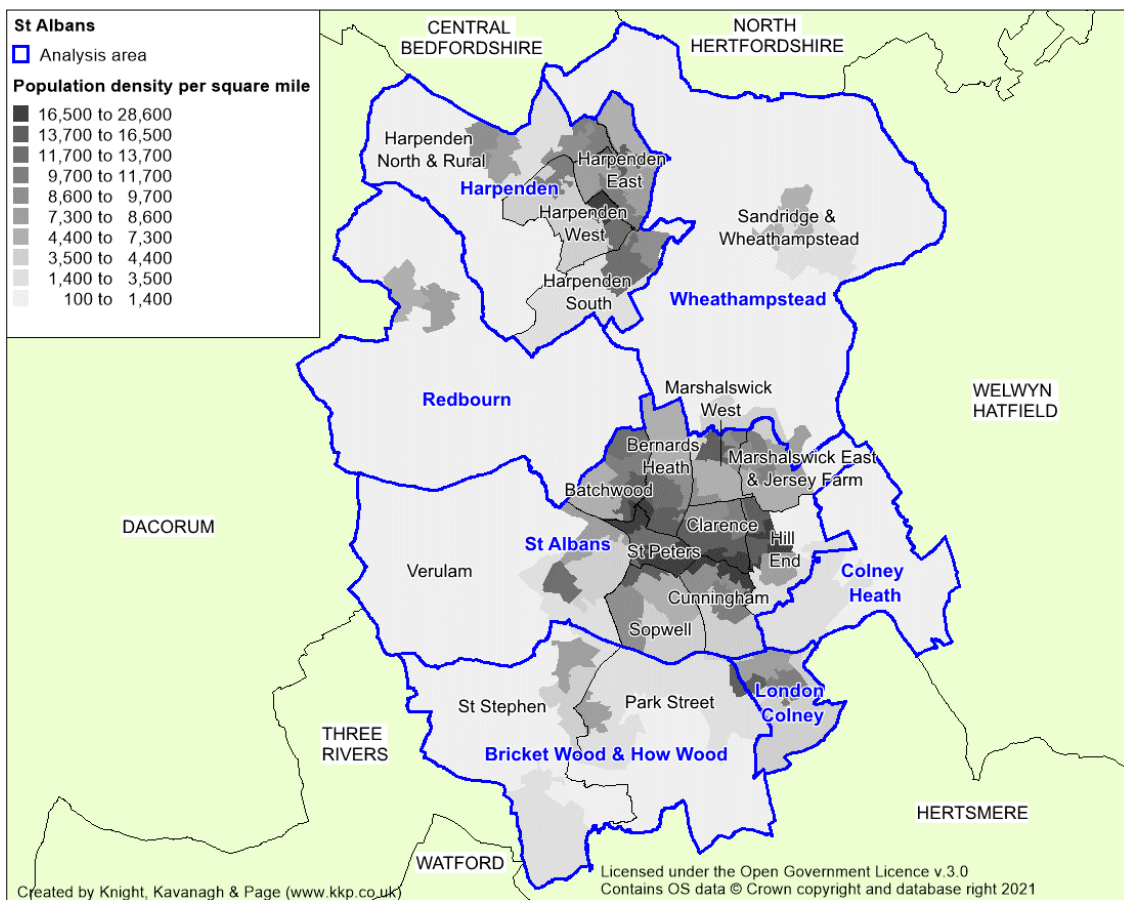 St Albans
Analysis area
Population density per square mile
16,500 to 28,600
13,700 to 16,500
11,700 to 13,700
9,700 to 11,700
8,600 to 9,700
7,300 to 8,600
4,400 to 7,300
3,500 to 4,400
1,400 to 3,500
100 to 1,400
CENTRAL
BEDFORDSHIRE
NORTH
HERTFORDSHIRE
Harpenden
North & Rural
Harpenden
East
Harpenden
Harpenden
West
Sandridge &
Wheathampstead
Harpenden
South
Wheathampstead
Redbourn
Marshalswick
West
WELWYN
HATFIELD
Bernards
Heath
Marshalswick East
& Jersey Farm
Batchwood
DACORUM
Clarence
St Albans
St Peters
Hill
End
Verulam
Colney
Heath
Cunningham
Sopwell
St Stephen
Park Street
London
Colney
THREE
RIVERS
Bricket Wood & How Wood
HERTSMERE
WATFORD
Created by Knight, Kavanagh & Page (www.kkp.co.uk)
Licensed under the Open Government Licence v.3.0
Contains OS data © Crown copyright and database right 2021